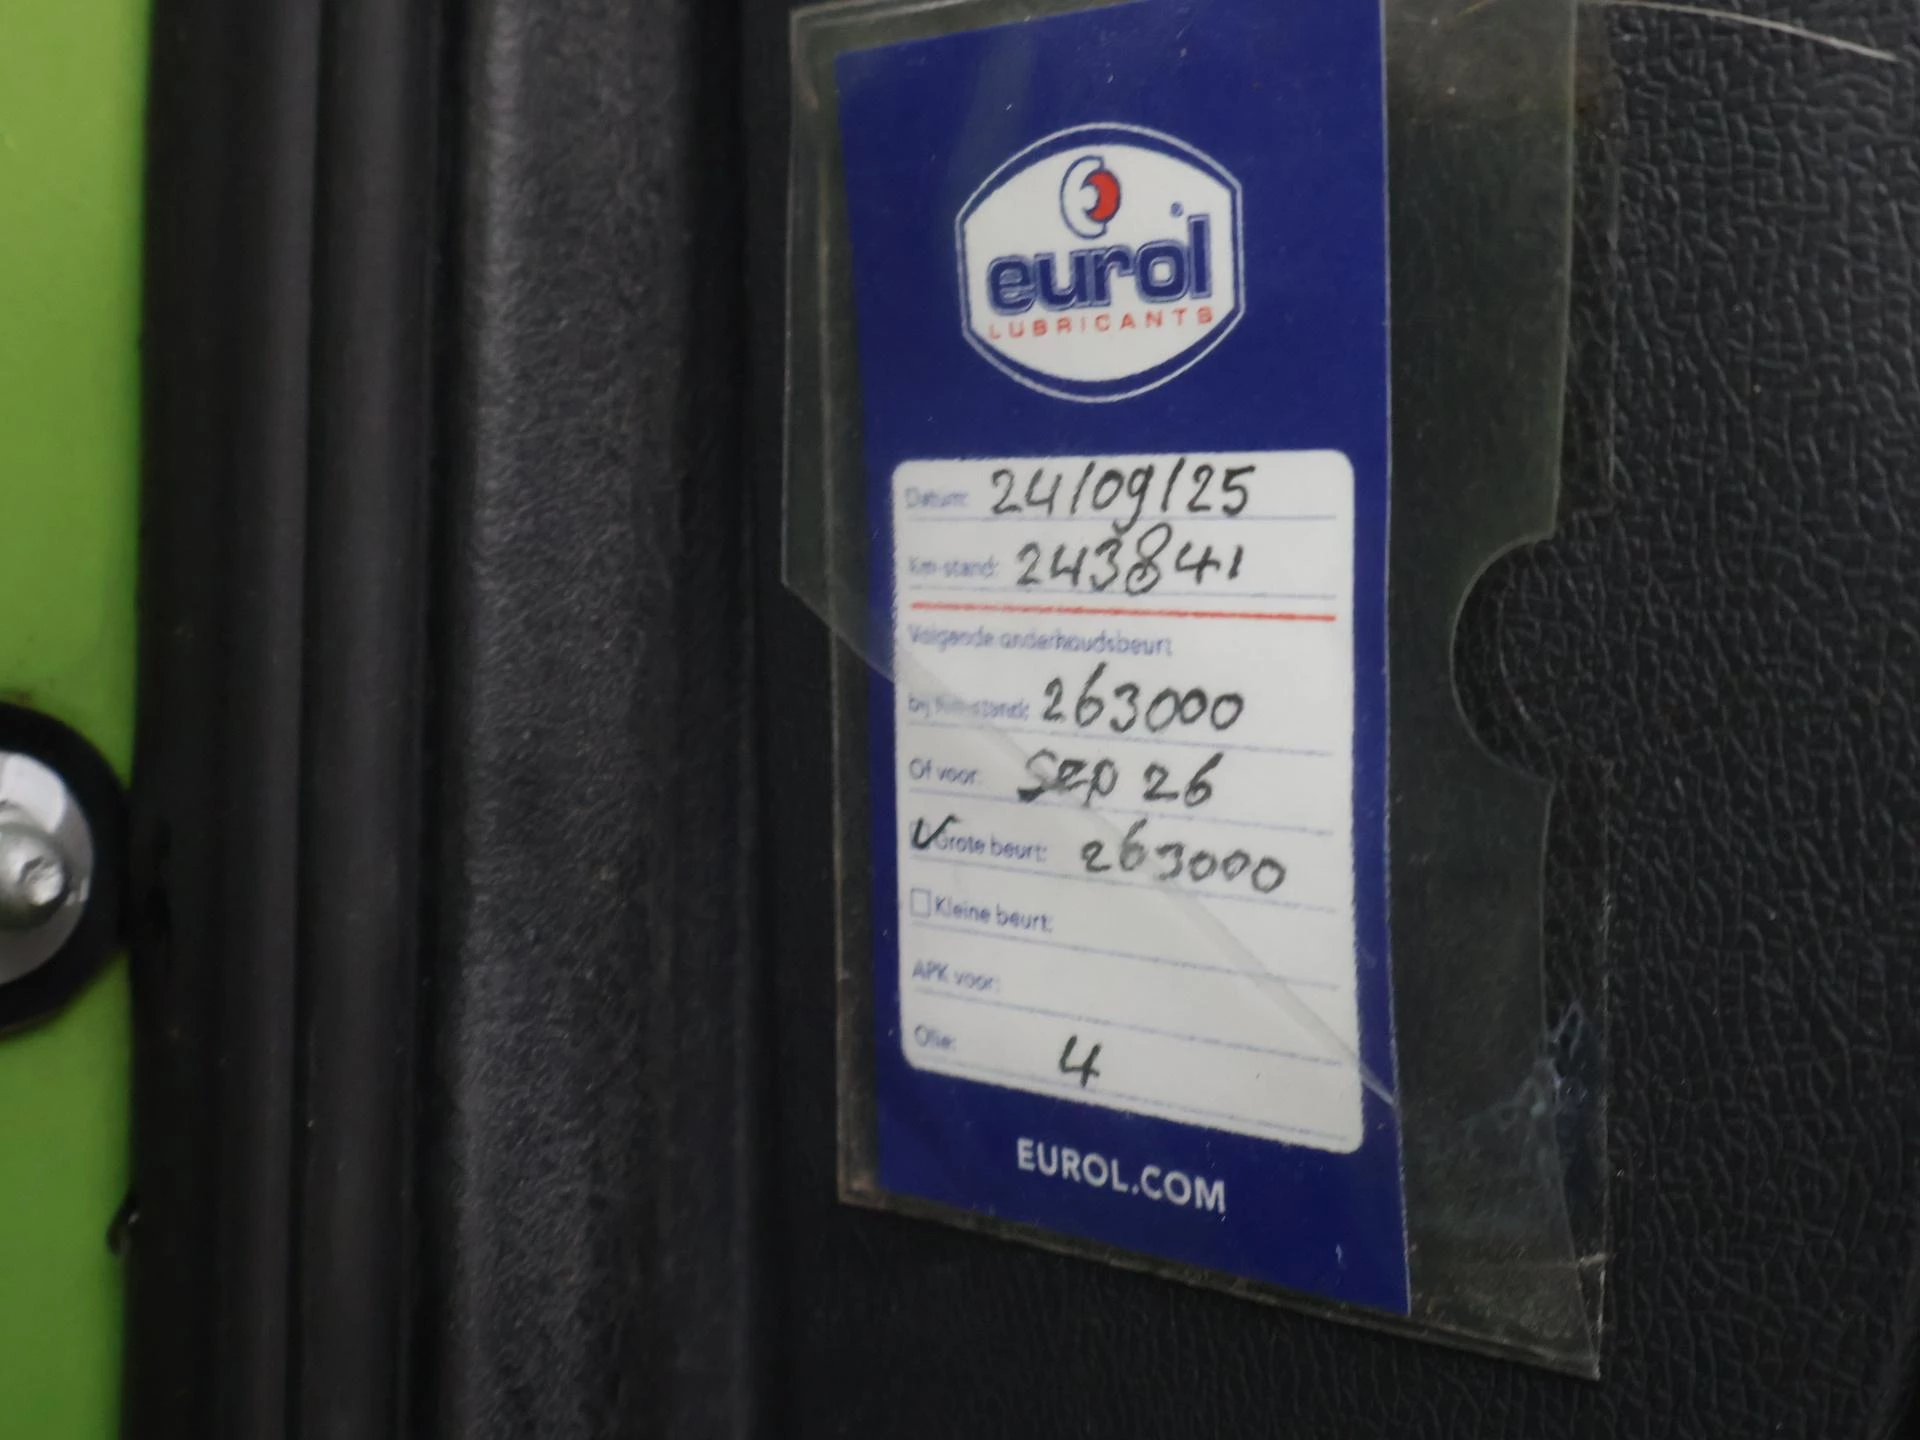 eurol®
LUBRICANTS
Datum: 24/09/25
Km-stand: 243841
Volgende onderhoudsbeurt
bij Km-stand: 263000
Of voor: Sep 26
Grote beurt: 263000
Kleine beurt:
APK voor:
Olie: 4
EUROL.COM